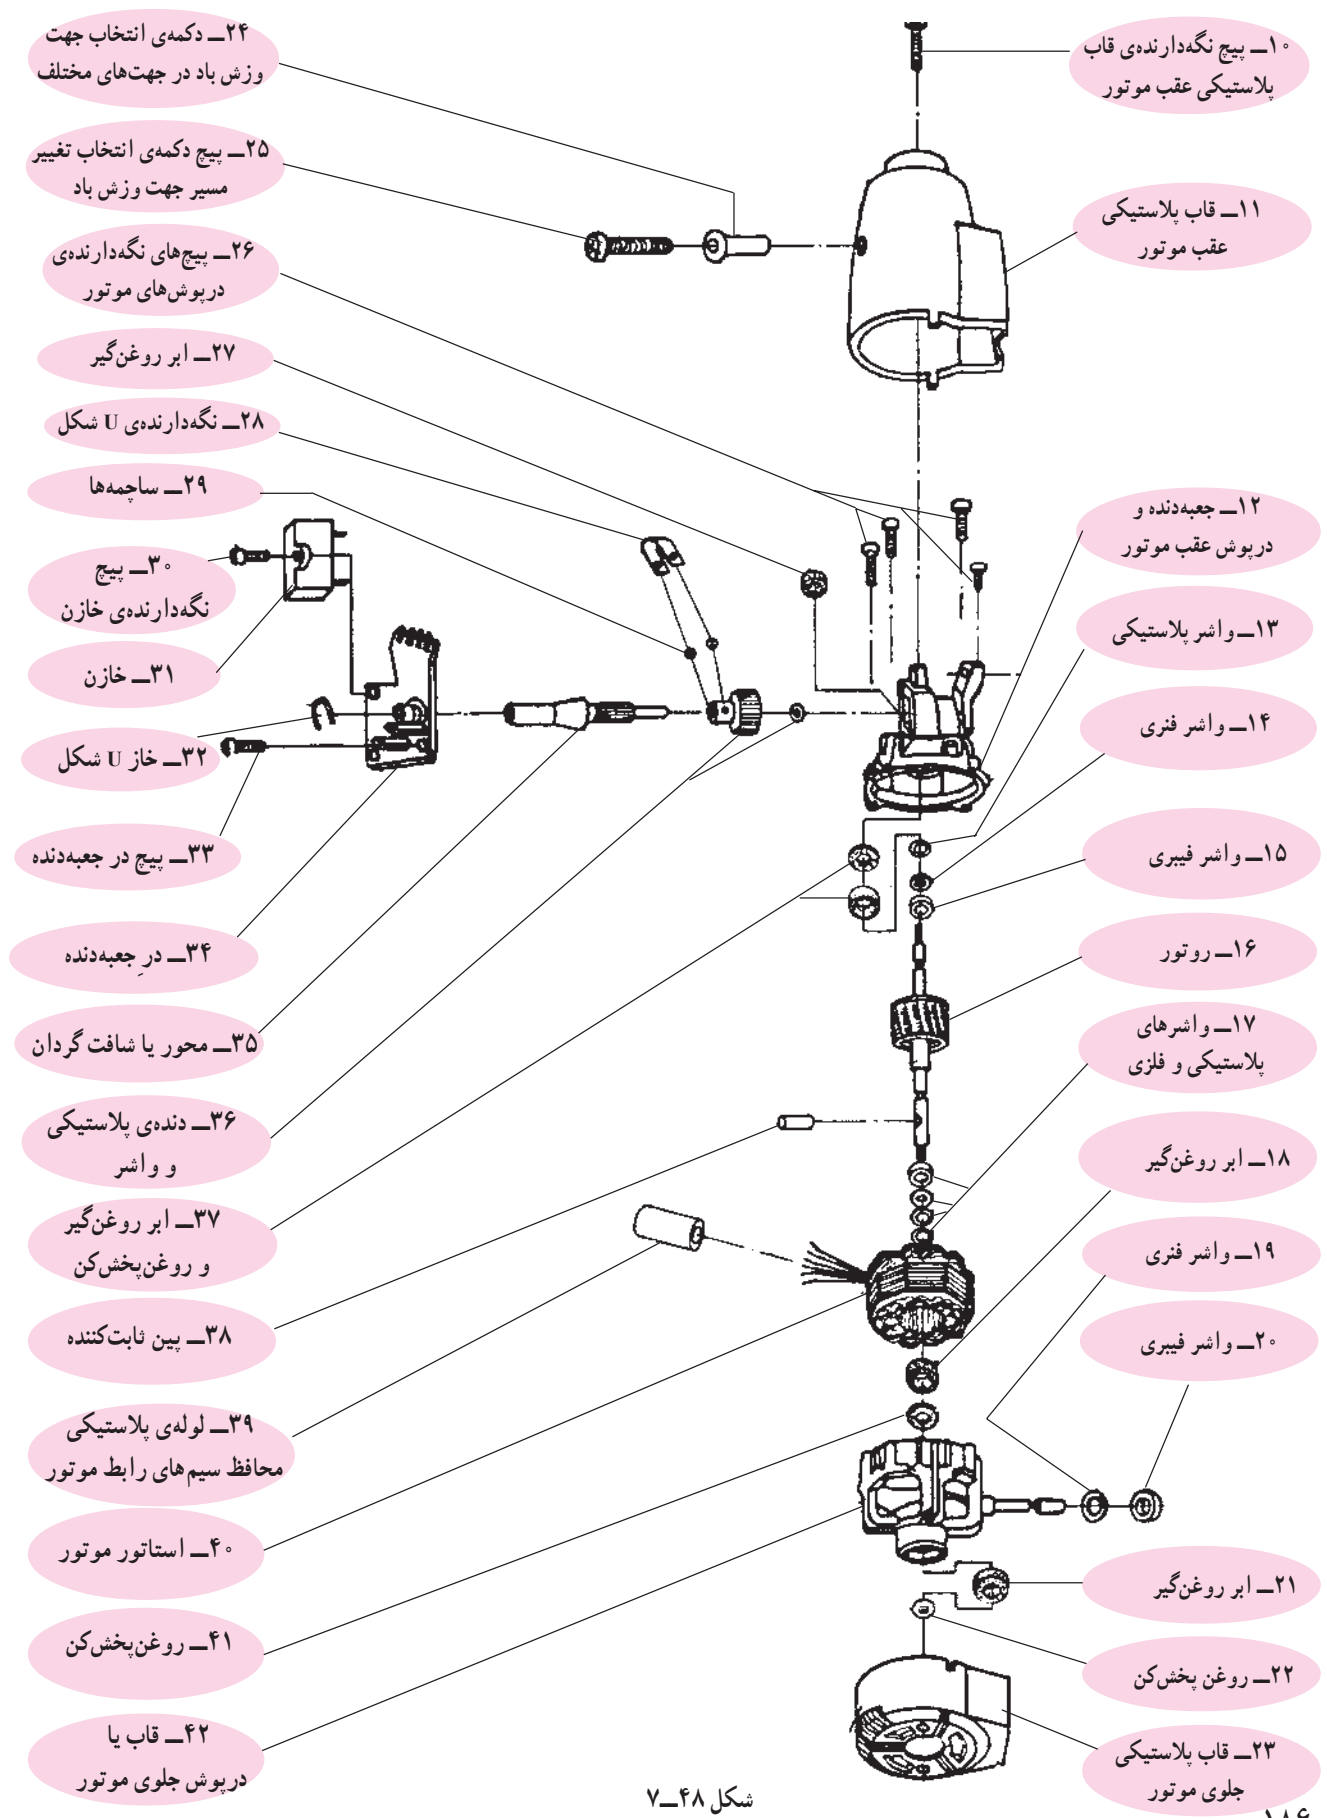 ۱۰ــ پیچ نگه‌دارنده‌ی قاب
پلاستیکی عقب موتور
۱۱ــ قاب پلاستیکی
عقب موتور
۱۲ــ جعبه‌دنده و
درپوش عقب موتور
۱۳ــ واشر پلاستیکی
۱۴ــ واشر فنری
۱۵ــ واشر فیبری
۱۶ــ روتور
۱۷ــ واشرهای
پلاستیکی و فلزی
۱۸ــ ابر روغن‌گیر
۱۹ــ واشر فنری
۲۰ــ واشر فیبری
۲۱ــ ابر روغن‌گیر
۲۲ــ روغن پخش‌کن
۲۳ــ قاب پلاستیکی
جلوی موتور
۲۴ــ دکمه‌ی انتخاب جهت
وزش باد در جهت‌های مختلف
۲۵ــ پیچ دکمه‌ی انتخاب تغییر
مسیر جهت وزش باد
۲۶ــ پیچ‌های نگه‌دارنده‌ی
درپوش‌های موتور
۲۷ــ ابر روغن‌گیر
۲۸ــ نگه‌دارنده‌ی U شکل
۲۹ــ ساچمه‌ها
۳۰ــ پیچ
نگه‌دارنده‌ی خازن
۳۱ــ خازن
۳۲ــ خار U شکل
۳۳ــ پیچ در جعبه‌دنده
۳۴ــ درِ جعبه‌دنده
۳۵ــ محور یا شافت گردان
۳۶ــ دنده‌ی پلاستیکی
و واشر
۳۷ــ ابر روغن‌گیر
و روغن‌پخش‌کن
۳۸ــ پین ثابت‌کننده
۳۹ــ لوله‌ی پلاستیکی
محافظ سیم‌های رابط موتور
۴۰ــ استاتور موتور
۴۱ــ روغن‌پخش‌کن
۴۲ــ قاب یا
درپوش جلوی موتور
شکل ۴۸ــ۷
۱۸۶